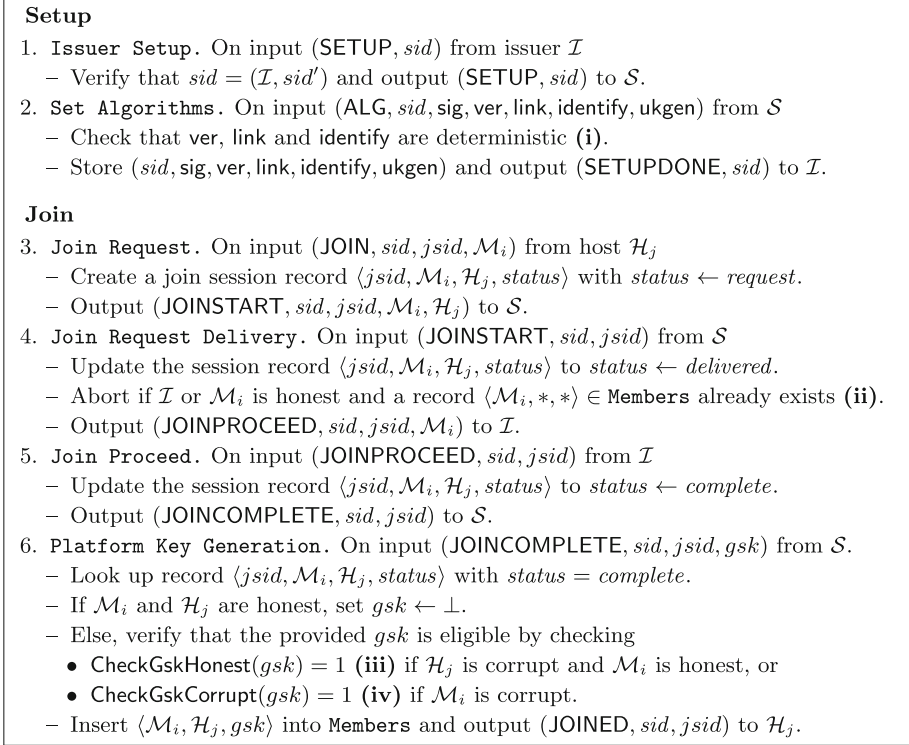 Setup
1. Issuer Setup. On input (SETUP, sid) from issuer ℐ
– Verify that sid = (ℐ, sid′) and output (SETUP, sid) to 𝒮.
2. Set Algorithms. On input (ALG, sid, sig, ver, link, identify, ukgen) from 𝒮
– Check that ver, link and identify are deterministic (i).
– Store (sid, sig, ver, link, identify, ukgen) and output (SETUPDONE, sid) to ℐ.
Join
3. Join Request. On input (JOIN, sid, jsid, ℳᵢ) from host ℋⱼ
– Create a join session record ⟨jsid, ℳᵢ, ℋⱼ, status⟩ with status ← request.
– Output (JOINSTART, sid, jsid, ℳᵢ, ℋⱼ) to 𝒮.
4. Join Request Delivery. On input (JOINSTART, sid, jsid) from 𝒮
– Update the session record ⟨jsid, ℳᵢ, ℋⱼ, status⟩ to status ← delivered.
– Abort if ℐ or ℳᵢ is honest and a record ⟨ℳᵢ, *, *⟩ ∈ Members already exists (ii).
– Output (JOINPROCEED, sid, jsid, ℳᵢ) to ℐ.
5. Join Proceed. On input (JOINPROCEED, sid, jsid) from ℐ
– Update the session record ⟨jsid, ℳᵢ, ℋⱼ, status⟩ to status ← complete.
– Output (JOINCOMPLETE, sid, jsid) to 𝒮.
6. Platform Key Generation. On input (JOINCOMPLETE, sid, jsid, gsk) from 𝒮.
– Look up record ⟨jsid, ℳᵢ, ℋⱼ, status⟩ with status = complete.
– If ℳᵢ and ℋⱼ are honest, set gsk ← ⊥.
– Else, verify that the provided gsk is eligible by checking
• CheckGskHonest(gsk) = 1 (iii) if ℋⱼ is corrupt and ℳᵢ is honest, or
• CheckGskCorrupt(gsk) = 1 (iv) if ℳᵢ is corrupt.
– Insert ⟨ℳᵢ, ℋⱼ, gsk⟩ into Members and output (JOINED, sid, jsid) to ℋⱼ.